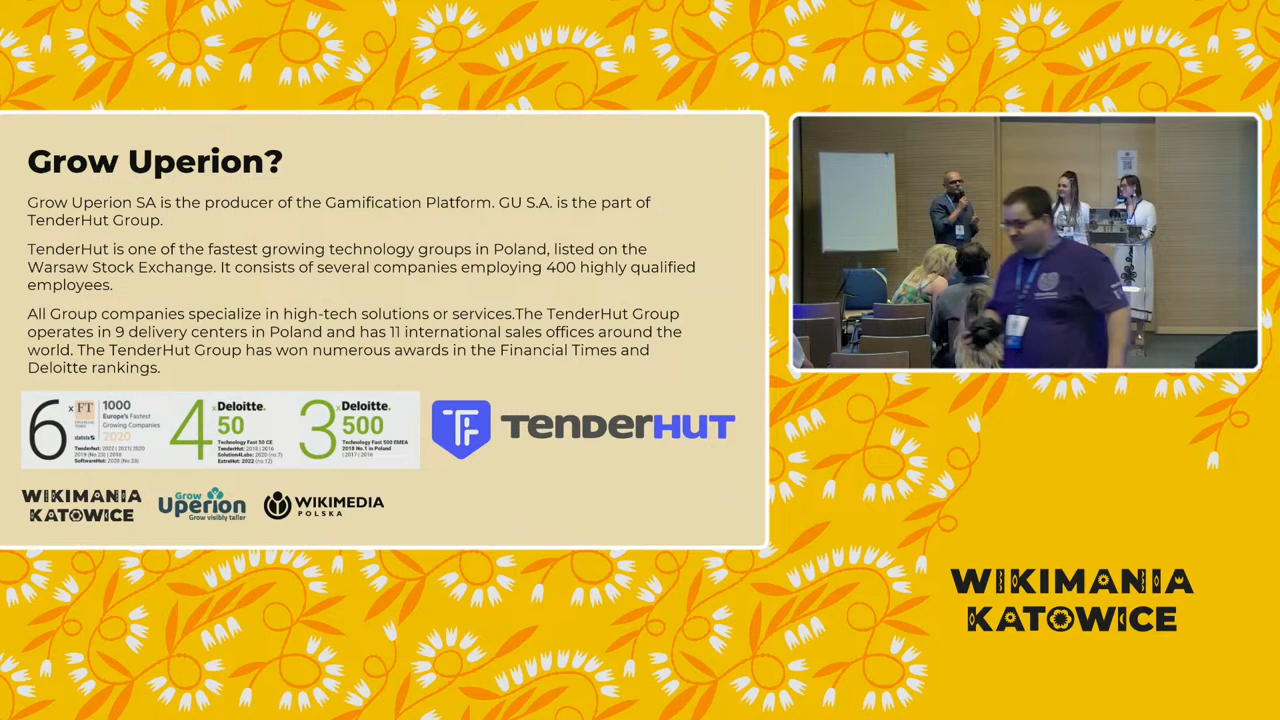 Grow Uperion?
Grow Uperion SA is the producer of the Gamification Platform. GU S.A. is the part of
TenderHut Group.
TenderHut is one of the fastest growing technology groups in Poland, listed on the
Warsaw Stock Exchange. It consists of several companies employing 400 highly qualified
employees.
All Group companies specialize in high-tech solutions or services.The TenderHut Group
operates in 9 delivery centers in Poland and has 11 international sales offices around the
world. The TenderHut Group has won numerous awards in the Financial Times and
Deloitte rankings.
6 x FT FINANCIAL TIMES statista
1000
Europe's Fastest
Growing Companies
2020
Tenderhut: 2022 | 2021| 2020
2019 (No 23) | 2018
SoftwareHut: 2020 (No.28)
4 x Deloitte.
50
Technology Fast 50 CE
TenderHut: 2018 | 2016
Solution4Labs: 2020 (no.7)
ExtraHut: 2022 (no.12)
3 x Deloitte.
500
Technology Fast 500 EMEA
2018 No.1 in Poland
| 2017 | 2016
TENDERHUT
WIKIMANIA
KATOWICE
Grow
Uperion
Grow visibly taller
WIKIMEDIA
POLSKA
WIKIMANIA
KATOWICE